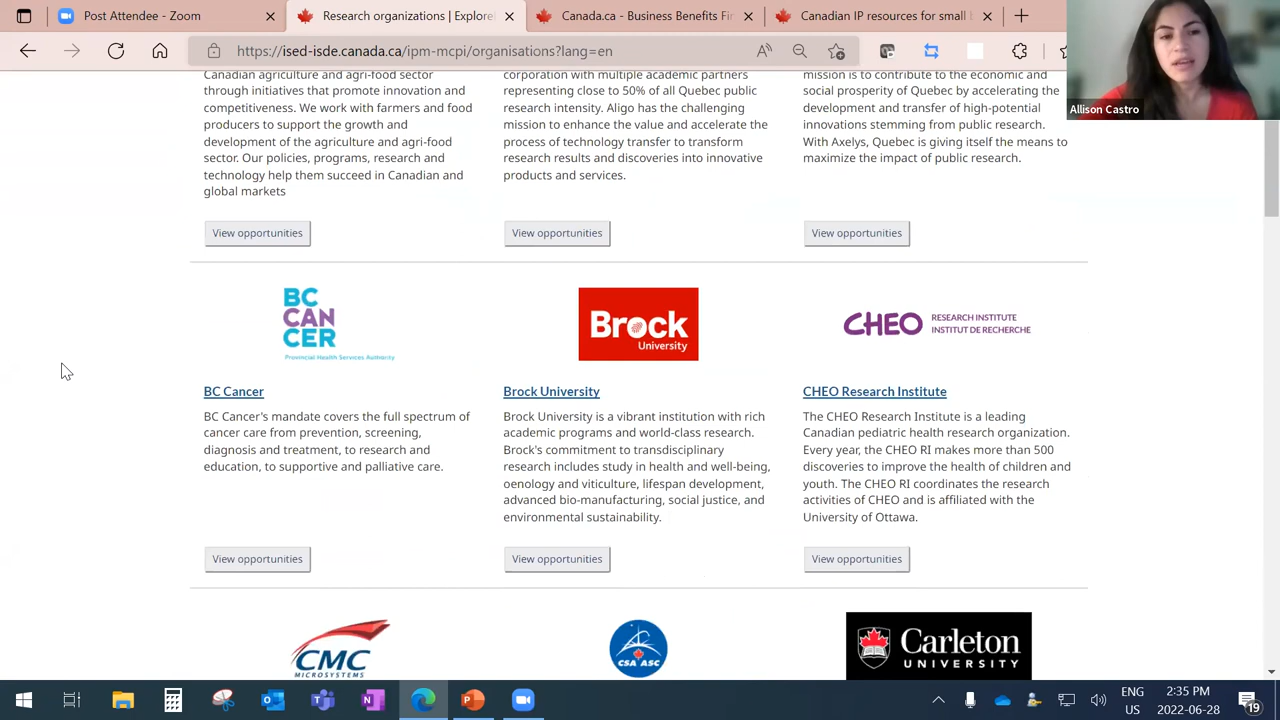 Post Attendee - Zoom
Research organizations | Explore
Canada.ca - Business Benefits Fin
Canadian IP resources for small b
https://ised-isde.canada.ca/ipm-mcpi/organisations?lang=en
Allison Castro
Canadian agriculture and agri-food sector
through initiatives that promote innovation and
competitiveness. We work with farmers and food
producers to support the growth and
development of the agriculture and agri-food
sector. Our policies, programs, research and
technology help them succeed in Canadian and
global markets
View opportunities
corporation with multiple academic partners
representing close to 50% of all Quebec public
research intensity. Aligo has the challenging
mission to enhance the value and accelerate the
process of technology transfer to transform
research results and discoveries into innovative
products and services.
View opportunities
mission is to contribute to the economic and
social prosperity of Quebec by accelerating the
development and transfer of high-potential
innovations stemming from public research.
With Axelys, Quebec is giving itself the means to
maximize the impact of public research.
View opportunities
BC
CAN
CER
Provincial Health Services Authority
BC Cancer
BC Cancer's mandate covers the full spectrum of
cancer care from prevention, screening,
diagnosis and treatment, to research and
education, to supportive and palliative care.
View opportunities
Brock
University
Brock University
Brock University is a vibrant institution with rich
academic programs and world-class research.
Brock's commitment to transdisciplinary
research includes study in health and well-being,
oenology and viticulture, lifespan development,
advanced bio-manufacturing, social justice, and
environmental sustainability.
View opportunities
CHEO
RESEARCH INSTITUTE
INSTITUT DE RECHERCHE
CHEO Research Institute
The CHEO Research Institute is a leading
Canadian pediatric health research organization.
Every year, the CHEO RI makes more than 500
discoveries to improve the health of children and
youth. The CHEO RI coordinates the research
activities of CHEO and is affiliated with the
University of Ottawa.
View opportunities
CMC
MICROSYSTEMS
CSA ASC
Carleton
UNIVERSITY
ENG
US
2:35 PM
2022-06-28
19